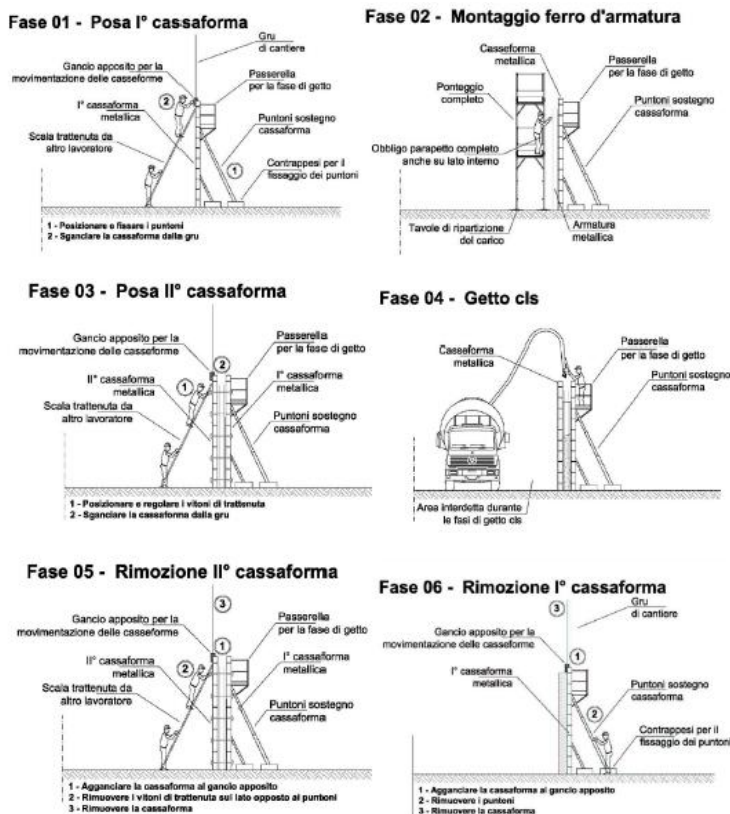 Fase 01 - Posa I° cassaforma
Gancio apposito per la
movimentazione delle casseforme
Gru
di cantiere
Passerella
per la fase di getto
2
I° cassaforma
metallica
Puntoni sostegno
cassaforma
Scala trattenuta da
altro lavoratore
1
Contrappesi per il
fissaggio dei puntoni
1 - Posizionare e fissare i puntoni
2 - Sganciare la cassaforma dalla gru
Fase 02 - Montaggio ferro d'armatura
Casseforma
metallica
Passerella
per la fase di getto
Ponteggio
completo
Puntoni sostegno
cassaforma
Obbligo parapetto completo
anche su lato interno
Tavole di ripartizione
del carico
Armatura
metallica
Fase 03 - Posa II° cassaforma
Gancio apposito per la
movimentazione delle casseforme
2
Passerella
per la fase di getto
II° cassaforma
metallica
1
I° cassaforma
metallica
Scala trattenuta da
altro lavoratore
Puntoni sostegno
cassaforma
1 - Posizionare e regolare i vitoni di trattenuta
2 - Sganciare la cassaforma dalla gru
Fase 04 - Getto cls
Casseforma
metallica
Passerella
per la fase di getto
Puntoni sostegno
cassaforma
Area interdetta durante
le fasi di getto cls
Fase 05 - Rimozione II° cassaforma
3
Gancio apposito per la
movimentazione delle casseforme
1
Passerella
per la fase di getto
II° cassaforma
metallica
2
I° cassaforma
metallica
Scala trattenuta da
altro lavoratore
Puntoni sostegno
cassaforma
1 - Agganciare la cassaforma al gancio apposito
2 - Rimuovere i vitoni di trattenuta sul lato opposto ai puntoni
3 - Rimuovere la cassaforma
Fase 06 - Rimozione I° cassaforma
3
Gru
di cantiere
Gancio apposito per la
movimentazione delle casseforme
1
I° cassaforma
metallica
Puntoni sostegno
cassaforma
2
Contrappesi per il
fissaggio dei puntoni
1 - Agganciare la cassaforma al gancio apposito
2 - Rimuovere i puntoni
3 - Rimuovere la cassaforma